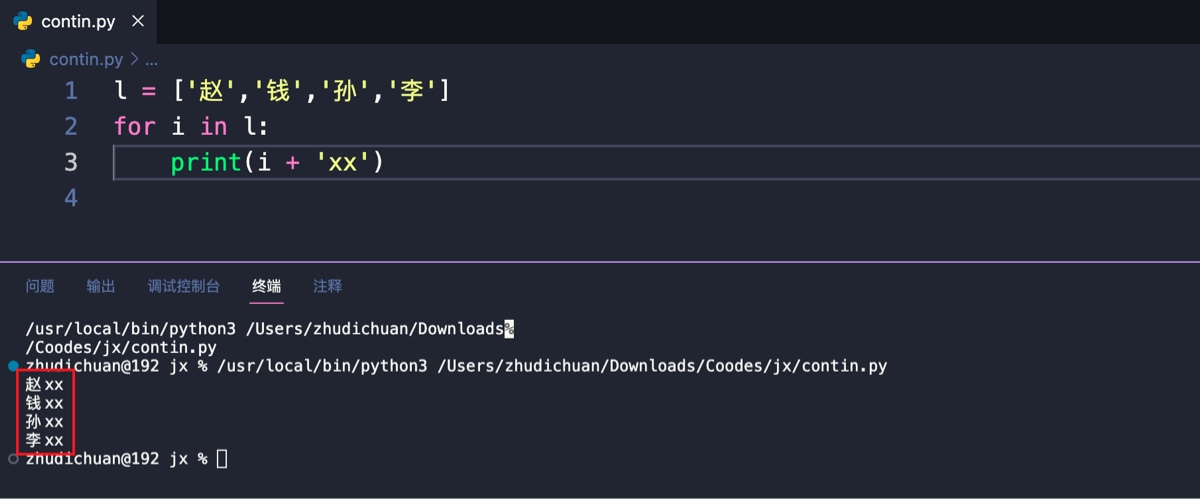 contin.py ×
contin.py > ...
1 l = ['赵','钱','孙','李']
2 for i in l:
3     print(i + 'xx')
4
问题 输出 调试控制台 终端 注释
/usr/local/bin/python3 /Users/zhudichuan/Downloads%
/Coodes/jx/contin.py
zhudichuan@192 jx % /usr/local/bin/python3 /Users/zhudichuan/Downloads/Coodes/jx/contin.py
赵xx
钱xx
孙xx
李xx
zhudichuan@192 jx %